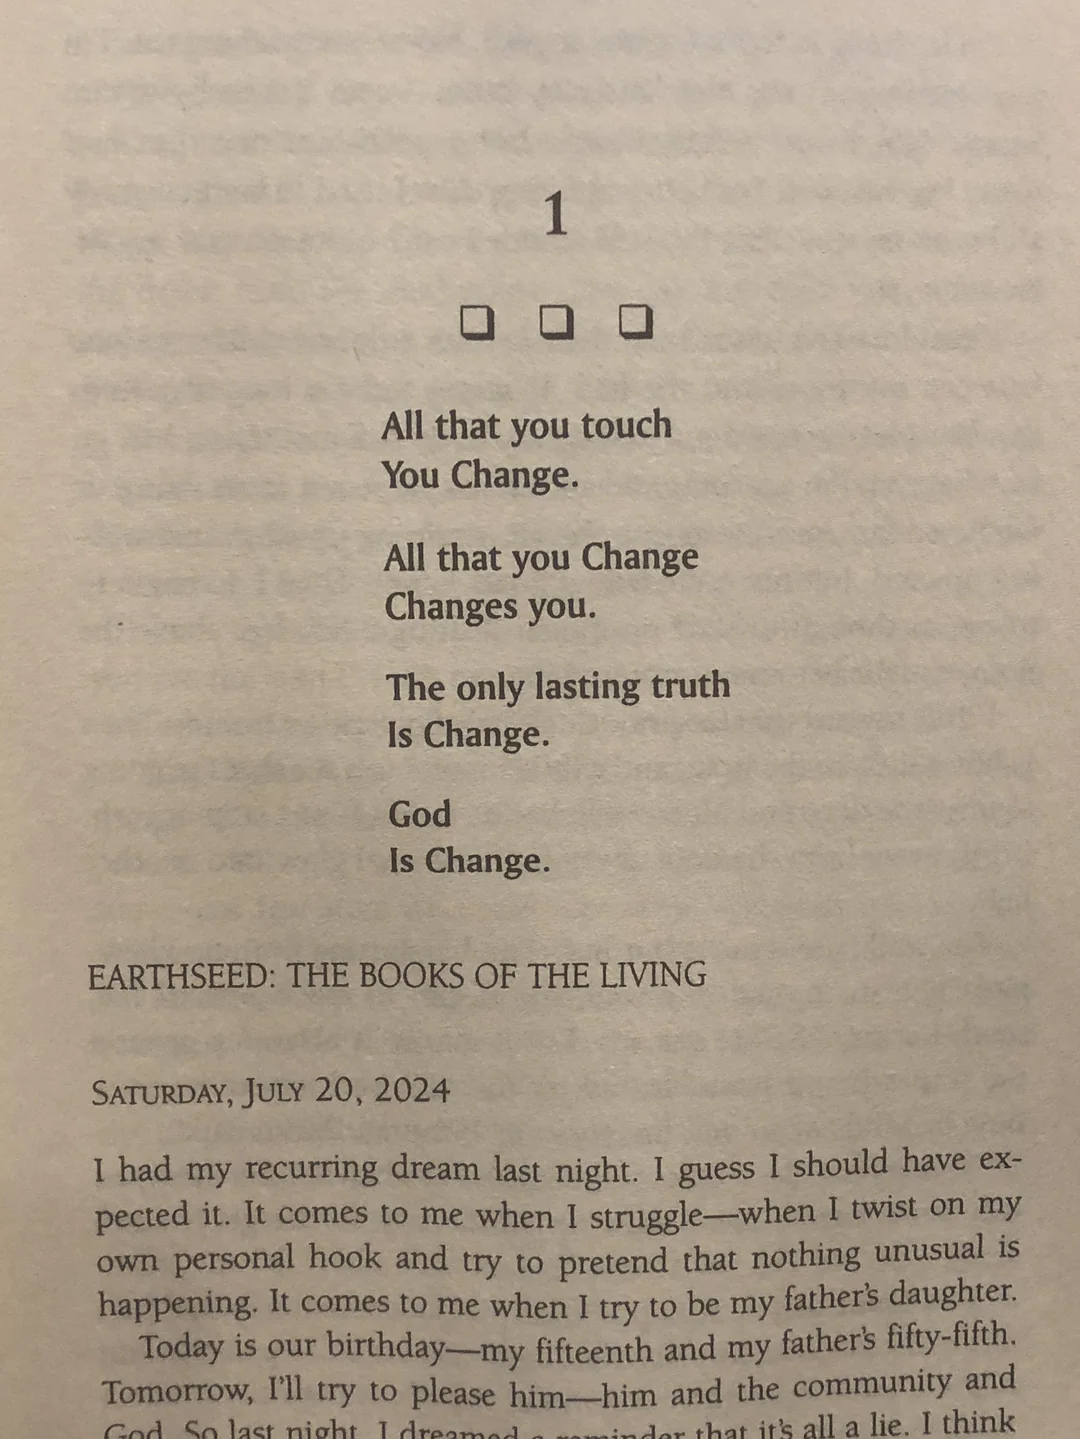 1
❏ ❏ ❏
All that you touch
You Change.
All that you Change
Changes you.
The only lasting truth
Is Change.
God
Is Change.
EARTHSEED: THE BOOKS OF THE LIVING
SATURDAY, JULY 20, 2024
I had my recurring dream last night. I guess I should have ex-
pected it. It comes to me when I struggle—when I twist on my
own personal hook and try to pretend that nothing unusual is
happening. It comes to me when I try to be my father's daughter.
Today is our birthday—my fifteenth and my father's fifty-fifth.
Tomorrow, I'll try to please him—him and the community and
God. So last night, I dreamed a reminder that it's all a lie. I think